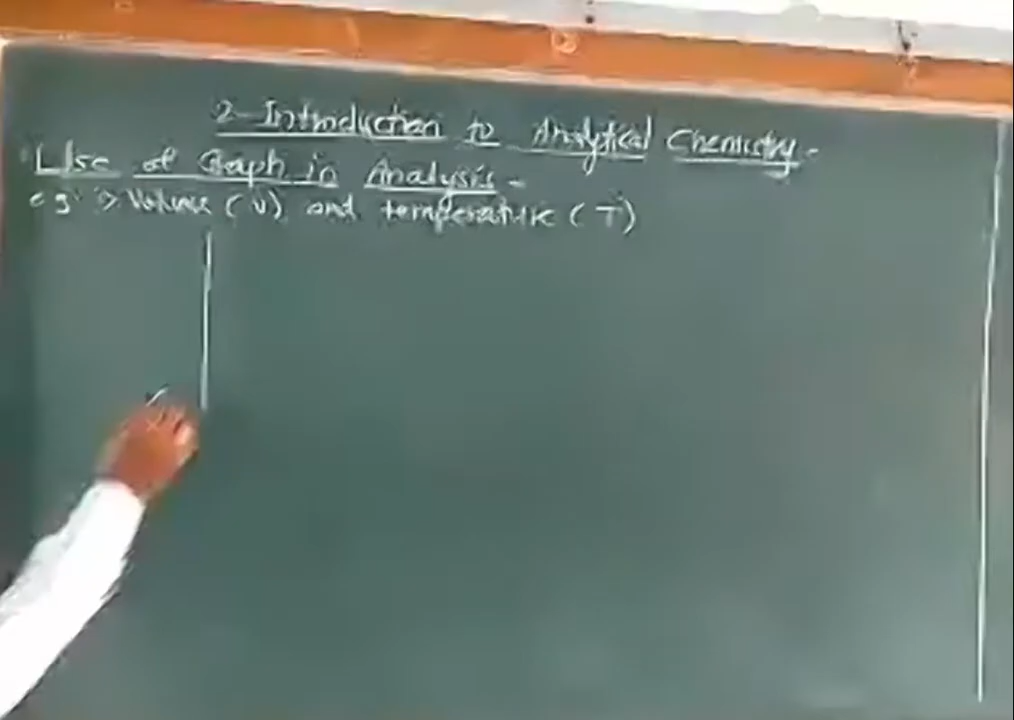 2-Introduction to Analytical Chemistry-
Use of Graph in Analysis-
eg :> Volume (V) and temperature (T)